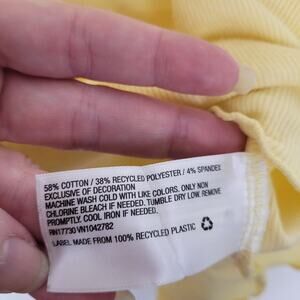 58% COTTON / 38% RECYCLED POLYESTER / 4% SPANDEX
EXCLUSIVE OF DECORATION
MACHINE WASH COLD WITH LIKE COLORS. ONLY NON
CHLORINE BLEACH IF NEEDED. TUMBLE DRY LOW. REMOVE
PROMPTLY. COOL IRON IF NEEDED.
RN17730 VN1042782
LABEL MADE FROM 100% RECYCLED PLASTIC